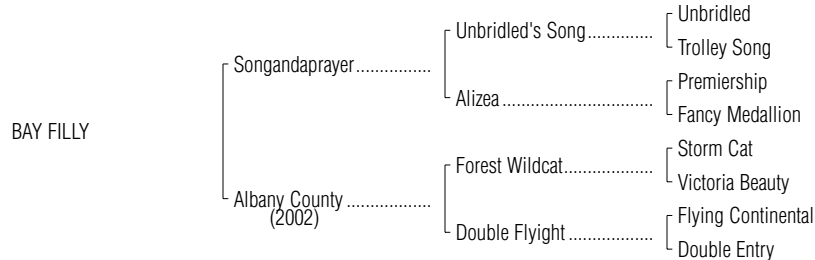 Unbridled
Unbridled's Song..............
Trolley Song
Songandaprayer................
Premiership
Alizea................................
Fancy Medallion
BAY FILLY
Storm Cat
Forest Wildcat...................
Victoria Beauty
Albany County ..................
(2002)
Flying Continental
Double Flyight ..................
Double Entry